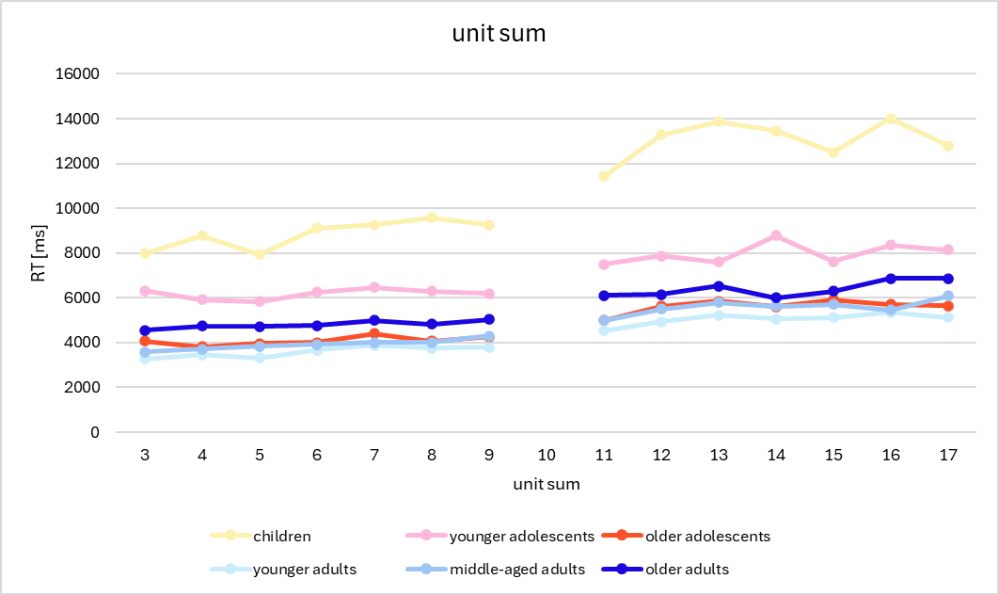 unit sum
16000
14000
12000
10000
8000
6000
4000
2000
0
RT [ms]
3 4 5 6 7 8 9 10 11 12 13 14 15 16 17
unit sum
children younger adolescents older adolescents
younger adults middle-aged adults older adults